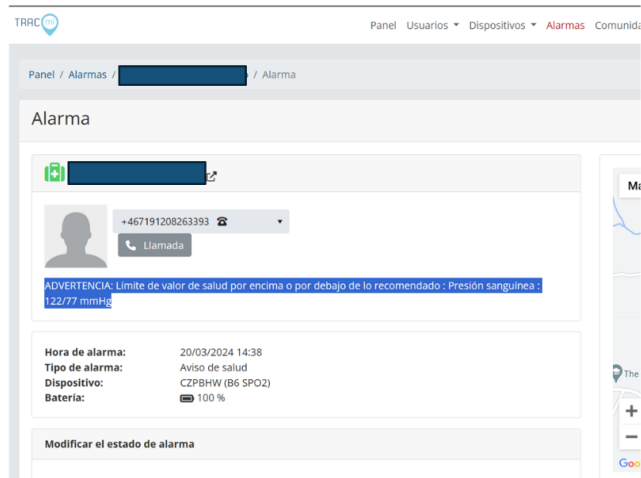 TRAC mi
Panel Usuarios Dispositivos Alarmas Comunida
Panel / Alarmas / / Alarma
Alarma
+467191208263393
Llamada
ADVERTENCIA: Límite de valor de salud por encima o por debajo de lo recomendado : Presión sanguínea :
122/77 mmHg
Hora de alarma: 20/03/2024 14:38
Tipo de alarma: Aviso de salud
Dispositivo: CZPBHW (B6 SPO2)
Batería: 100 %
Modificar el estado de alarma
Ma
The
+
−
Goo